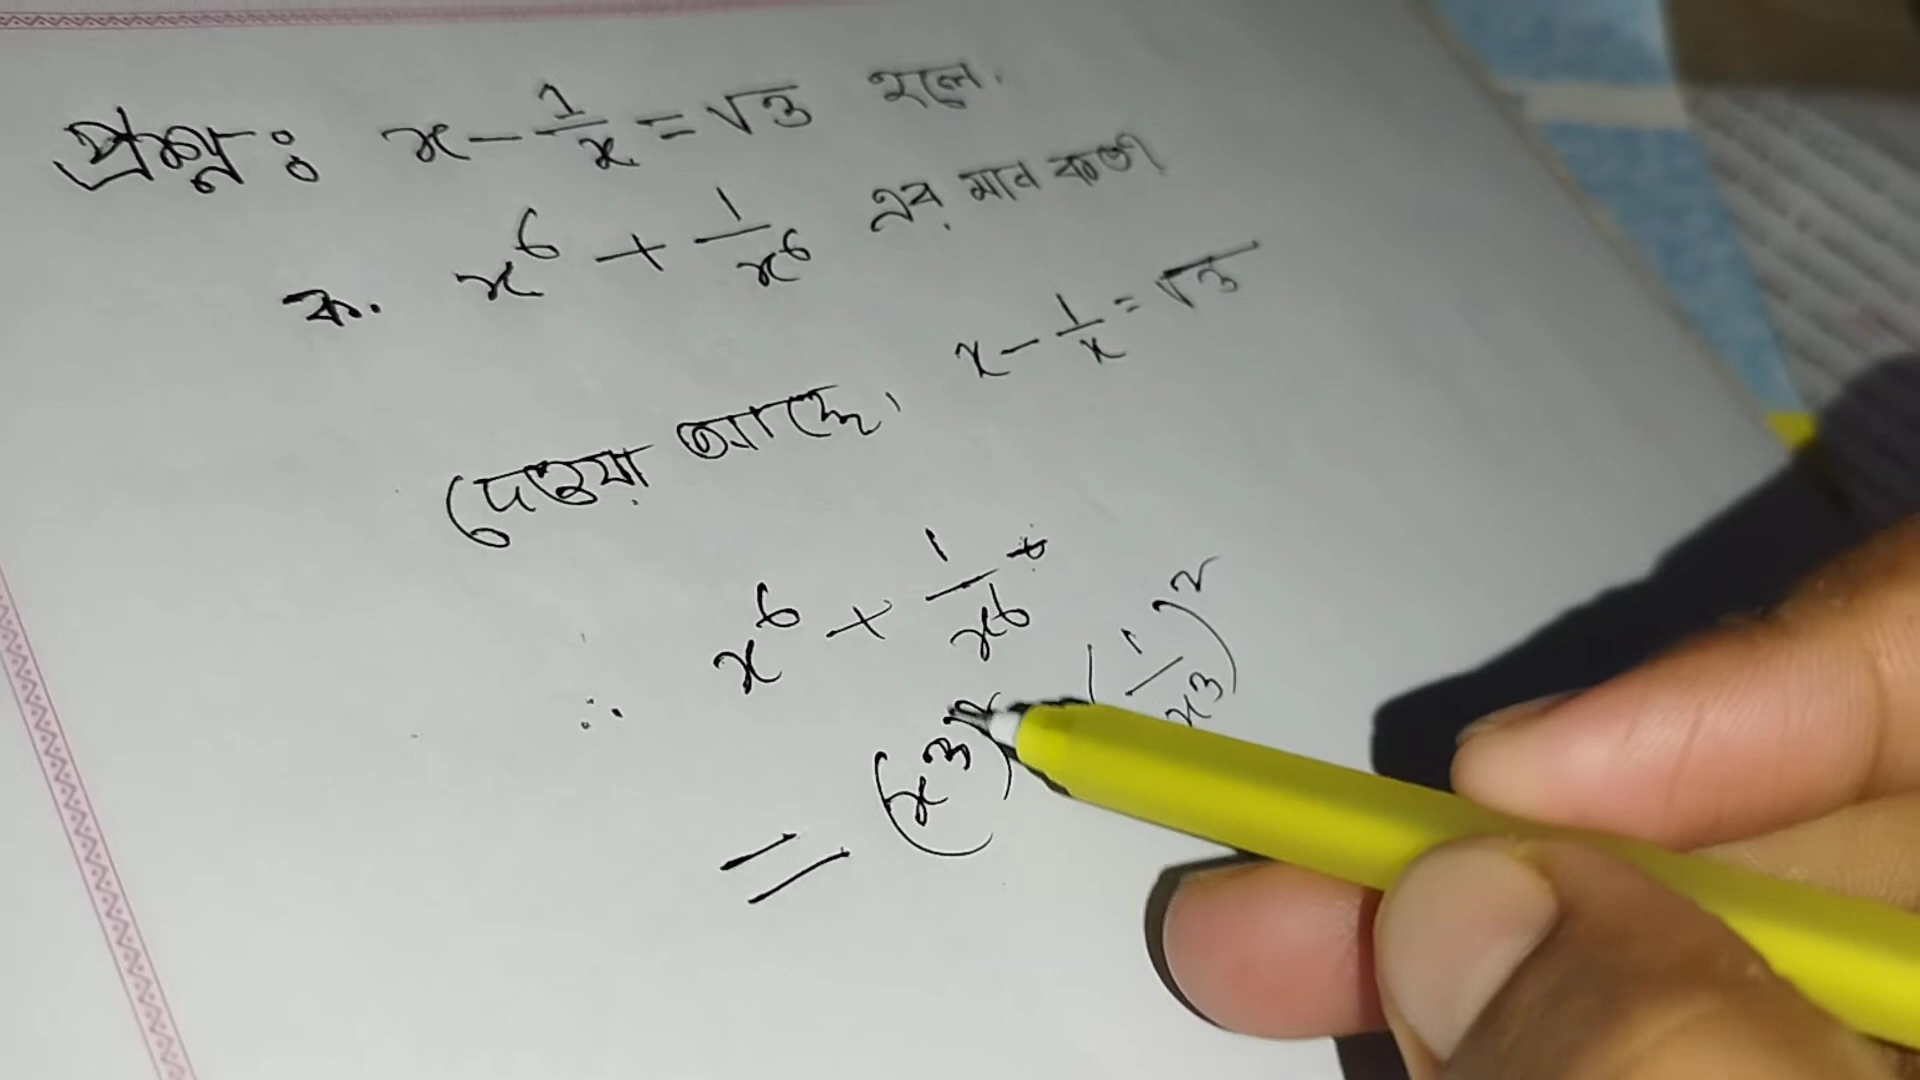 প্রশ্ন: x - 1/x = √3 হলে.
ক. x⁶ + 1/x⁶ এর মান কত?
দেওয়া আছে, x - 1/x = √3
∴ x⁶ + 1/x⁶
= (x³)² (1/x³)²